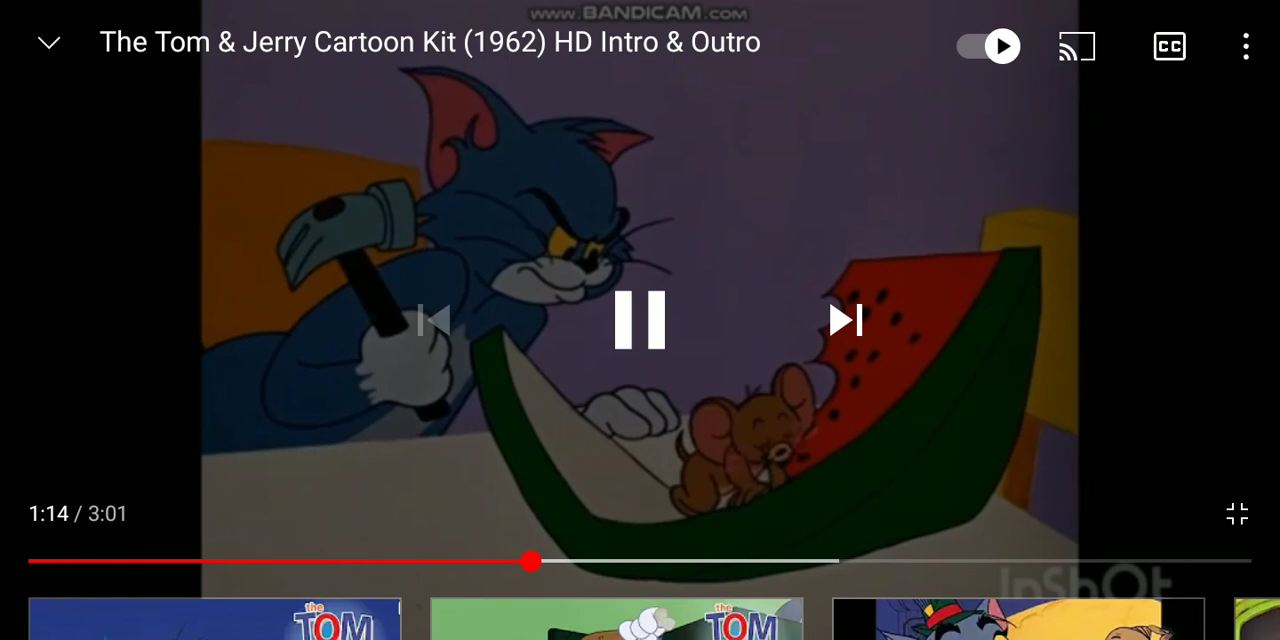 www.BANDICAM.com
The Tom & Jerry Cartoon Kit (1962) HD Intro & Outro
CC
1:14 / 3:01
InShOt
the
TOM
the
TOM